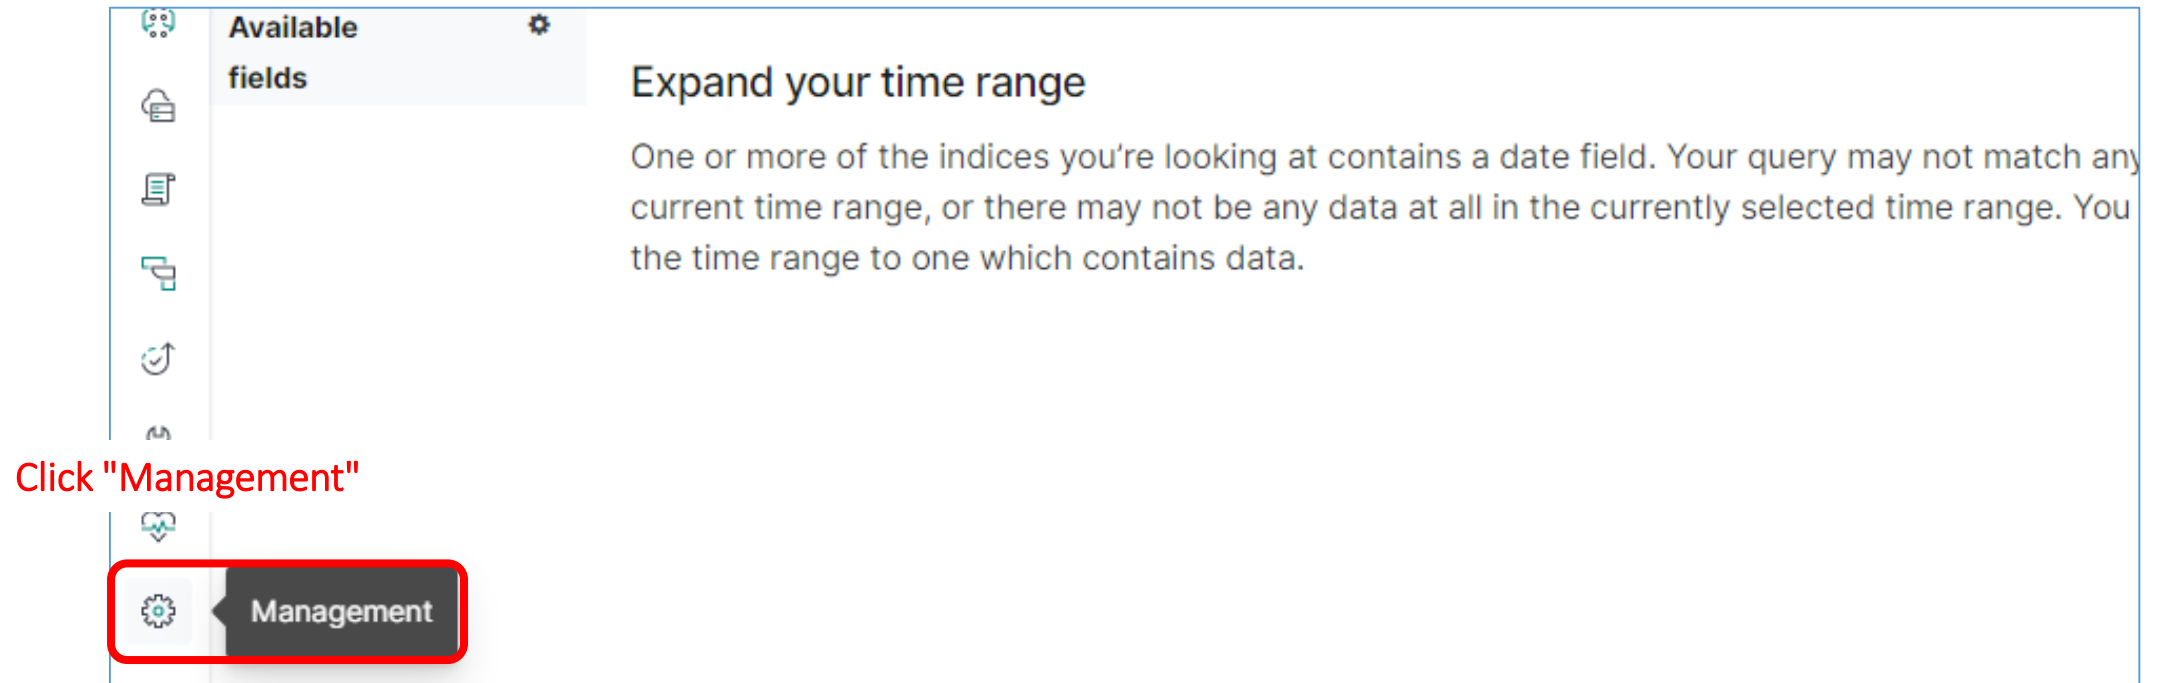 Available
fields
Expand your time range
One or more of the indices you're looking at contains a date field. Your query may not match any
current time range, or there may not be any data at all in the currently selected time range. You
the time range to one which contains data.
Click "Management"
Management